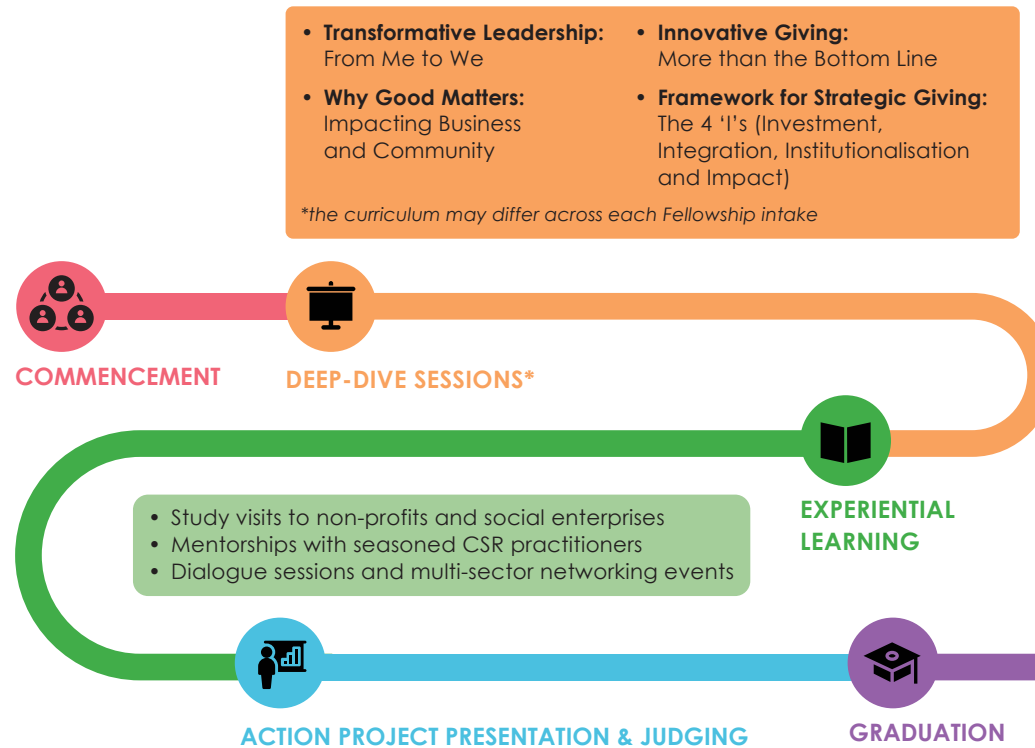 • Transformative Leadership:
From Me to We
• Why Good Matters:
Impacting Business
and Community
• Innovative Giving:
More than the Bottom Line
• Framework for Strategic Giving:
The 4 ‘I’s (Investment,
Integration, Institutionalisation
and Impact)
*the curriculum may differ across each Fellowship intake
COMMENCEMENT
DEEP-DIVE SESSIONS*
EXPERIENTIAL
LEARNING
• Study visits to non-profits and social enterprises
• Mentorships with seasoned CSR practitioners
• Dialogue sessions and multi-sector networking events
ACTION PROJECT PRESENTATION & JUDGING
GRADUATION